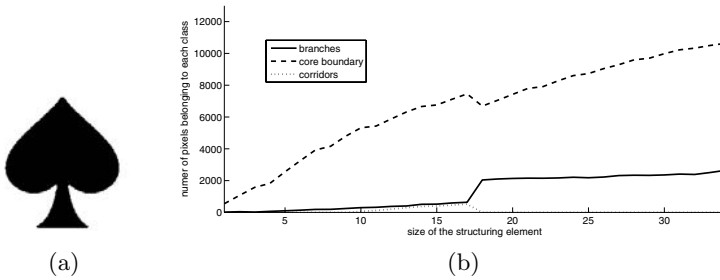 numer of pixels belonging to each class
12000
10000
8000
6000
4000
2000
0
branches
core boundary
corridors
5 10 15 20 25 30
size of the structuring element
(a) (b)